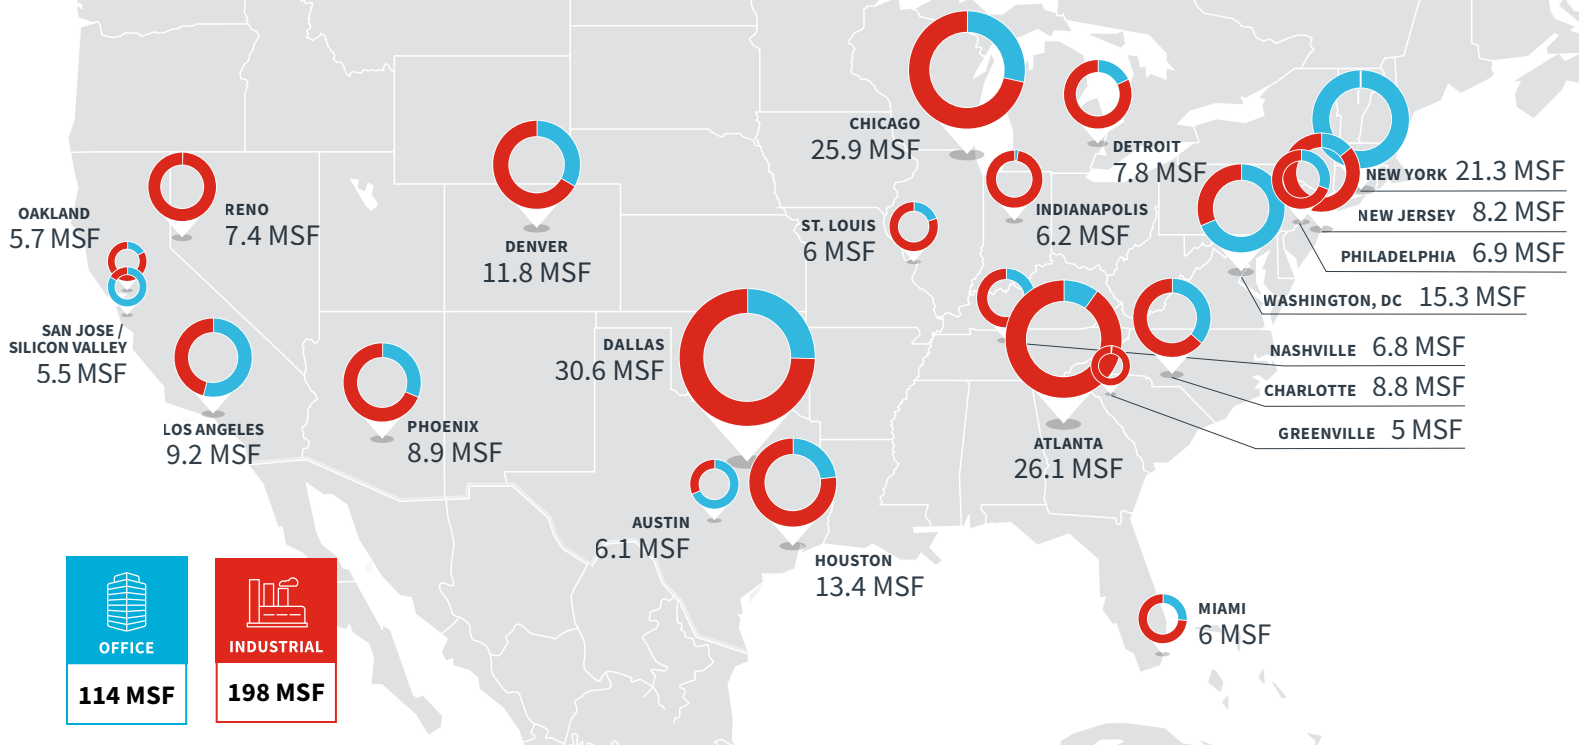 CHICAGO
25.9 MSF
DETROIT
7.8 MSF
NEW YORK 21.3 MSF
NEW JERSEY 8.2 MSF
PHILADELPHIA 6.9 MSF
WASHINGTON, DC 15.3 MSF
OAKLAND
5.7 MSF
RENO
7.4 MSF
DENVER
11.8 MSF
ST. LOUIS
6 MSF
INDIANAPOLIS
6.2 MSF
SAN JOSE /
SILICON VALLEY
5.5 MSF
LOS ANGELES
9.2 MSF
PHOENIX
8.9 MSF
DALLAS
30.6 MSF
NASHVILLE 6.8 MSF
CHARLOTTE 8.8 MSF
GREENVILLE 5 MSF
ATLANTA
26.1 MSF
AUSTIN
6.1 MSF
HOUSTON
13.4 MSF
MIAMI
6 MSF
OFFICE
114 MSF
INDUSTRIAL
198 MSF